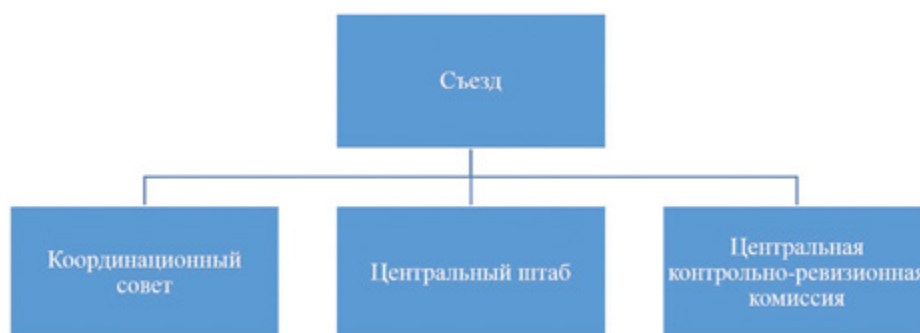 Съезд
Координационный
совет
Центральный штаб
Центральная
контрольно-ревизионная
комиссия